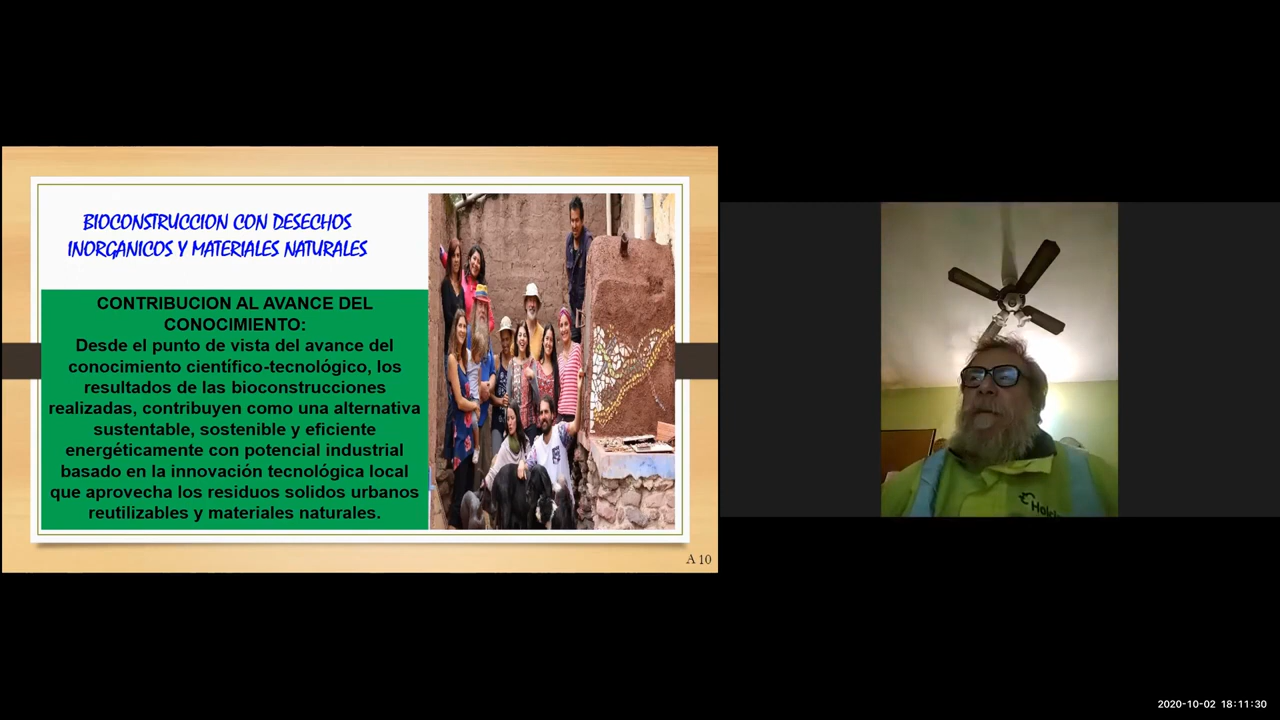 BIOCONSTRUCCION CON DESECHOS
INORGANICOS Y MATERIALES NATURALES
CONTRIBUCION AL AVANCE DEL
CONOCIMIENTO:
Desde el punto de vista del avance del
conocimiento científico-tecnológico, los
resultados de las bioconstrucciones
realizadas, contribuyen como una alternativa
sustentable, sostenible y eficiente
energéticamente con potencial industrial
basado en la innovación tecnológica local
que aprovecha los residuos solidos urbanos
reutilizables y materiales naturales.
A 10
2020-10-02 18:11:30